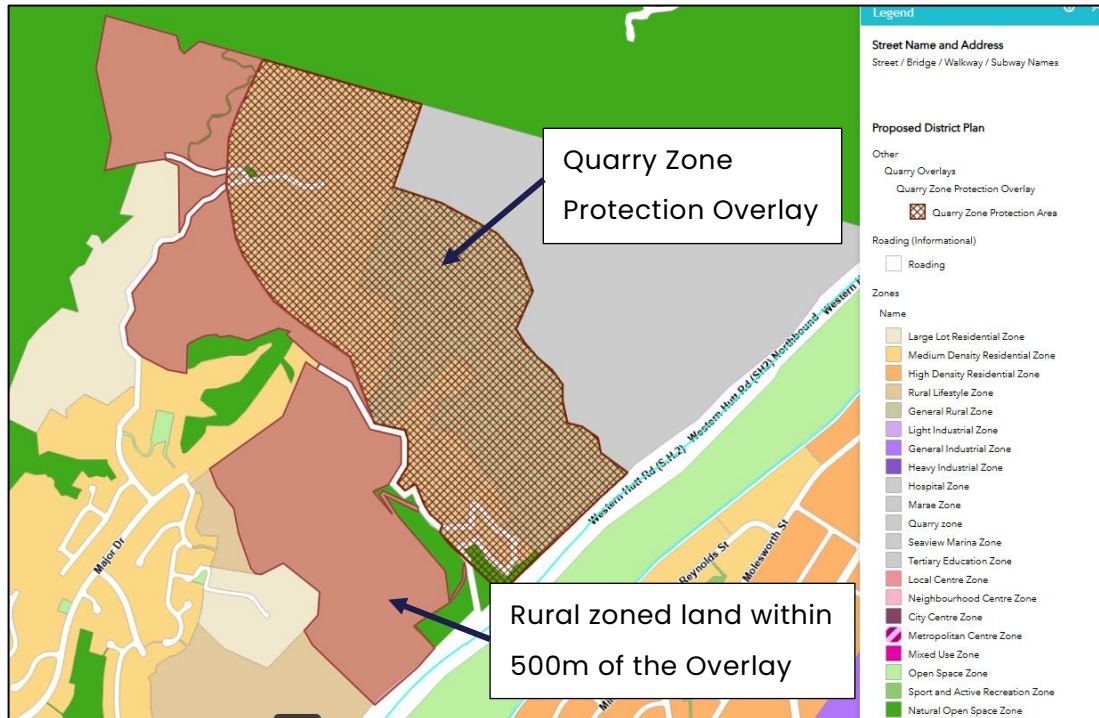 Legend
Street Name and Address
Street / Bridge / Walkway / Subway Names
Proposed District Plan
Other
Quarry Overlays
Quarry Zone Protection Overlay
Quarry Zone Protection Area
Roading (Informational)
Roading
Zones
Name
Large Lot Residential Zone
Medium Density Residential Zone
High Density Residential Zone
Rural Lifestyle Zone
General Rural Zone
Light Industrial Zone
General Industrial Zone
Heavy Industrial Zone
Hospital Zone
Marae Zone
Quarry zone
Seaview Marina Zone
Tertiary Education Zone
Local Centre Zone
Neighbourhood Centre Zone
City Centre Zone
Metropolitan Centre Zone
Mixed Use Zone
Open Space Zone
Sport and Active Recreation Zone
Natural Open Space Zone
Quarry Zone
Protection Overlay
Western Hutt Rd (S.H.2) - Western Hutt Rd (SH2) Northbound - Western
Major Dr
Reynolds St
Molesworth St
Rural zoned land within
500m of the Overlay